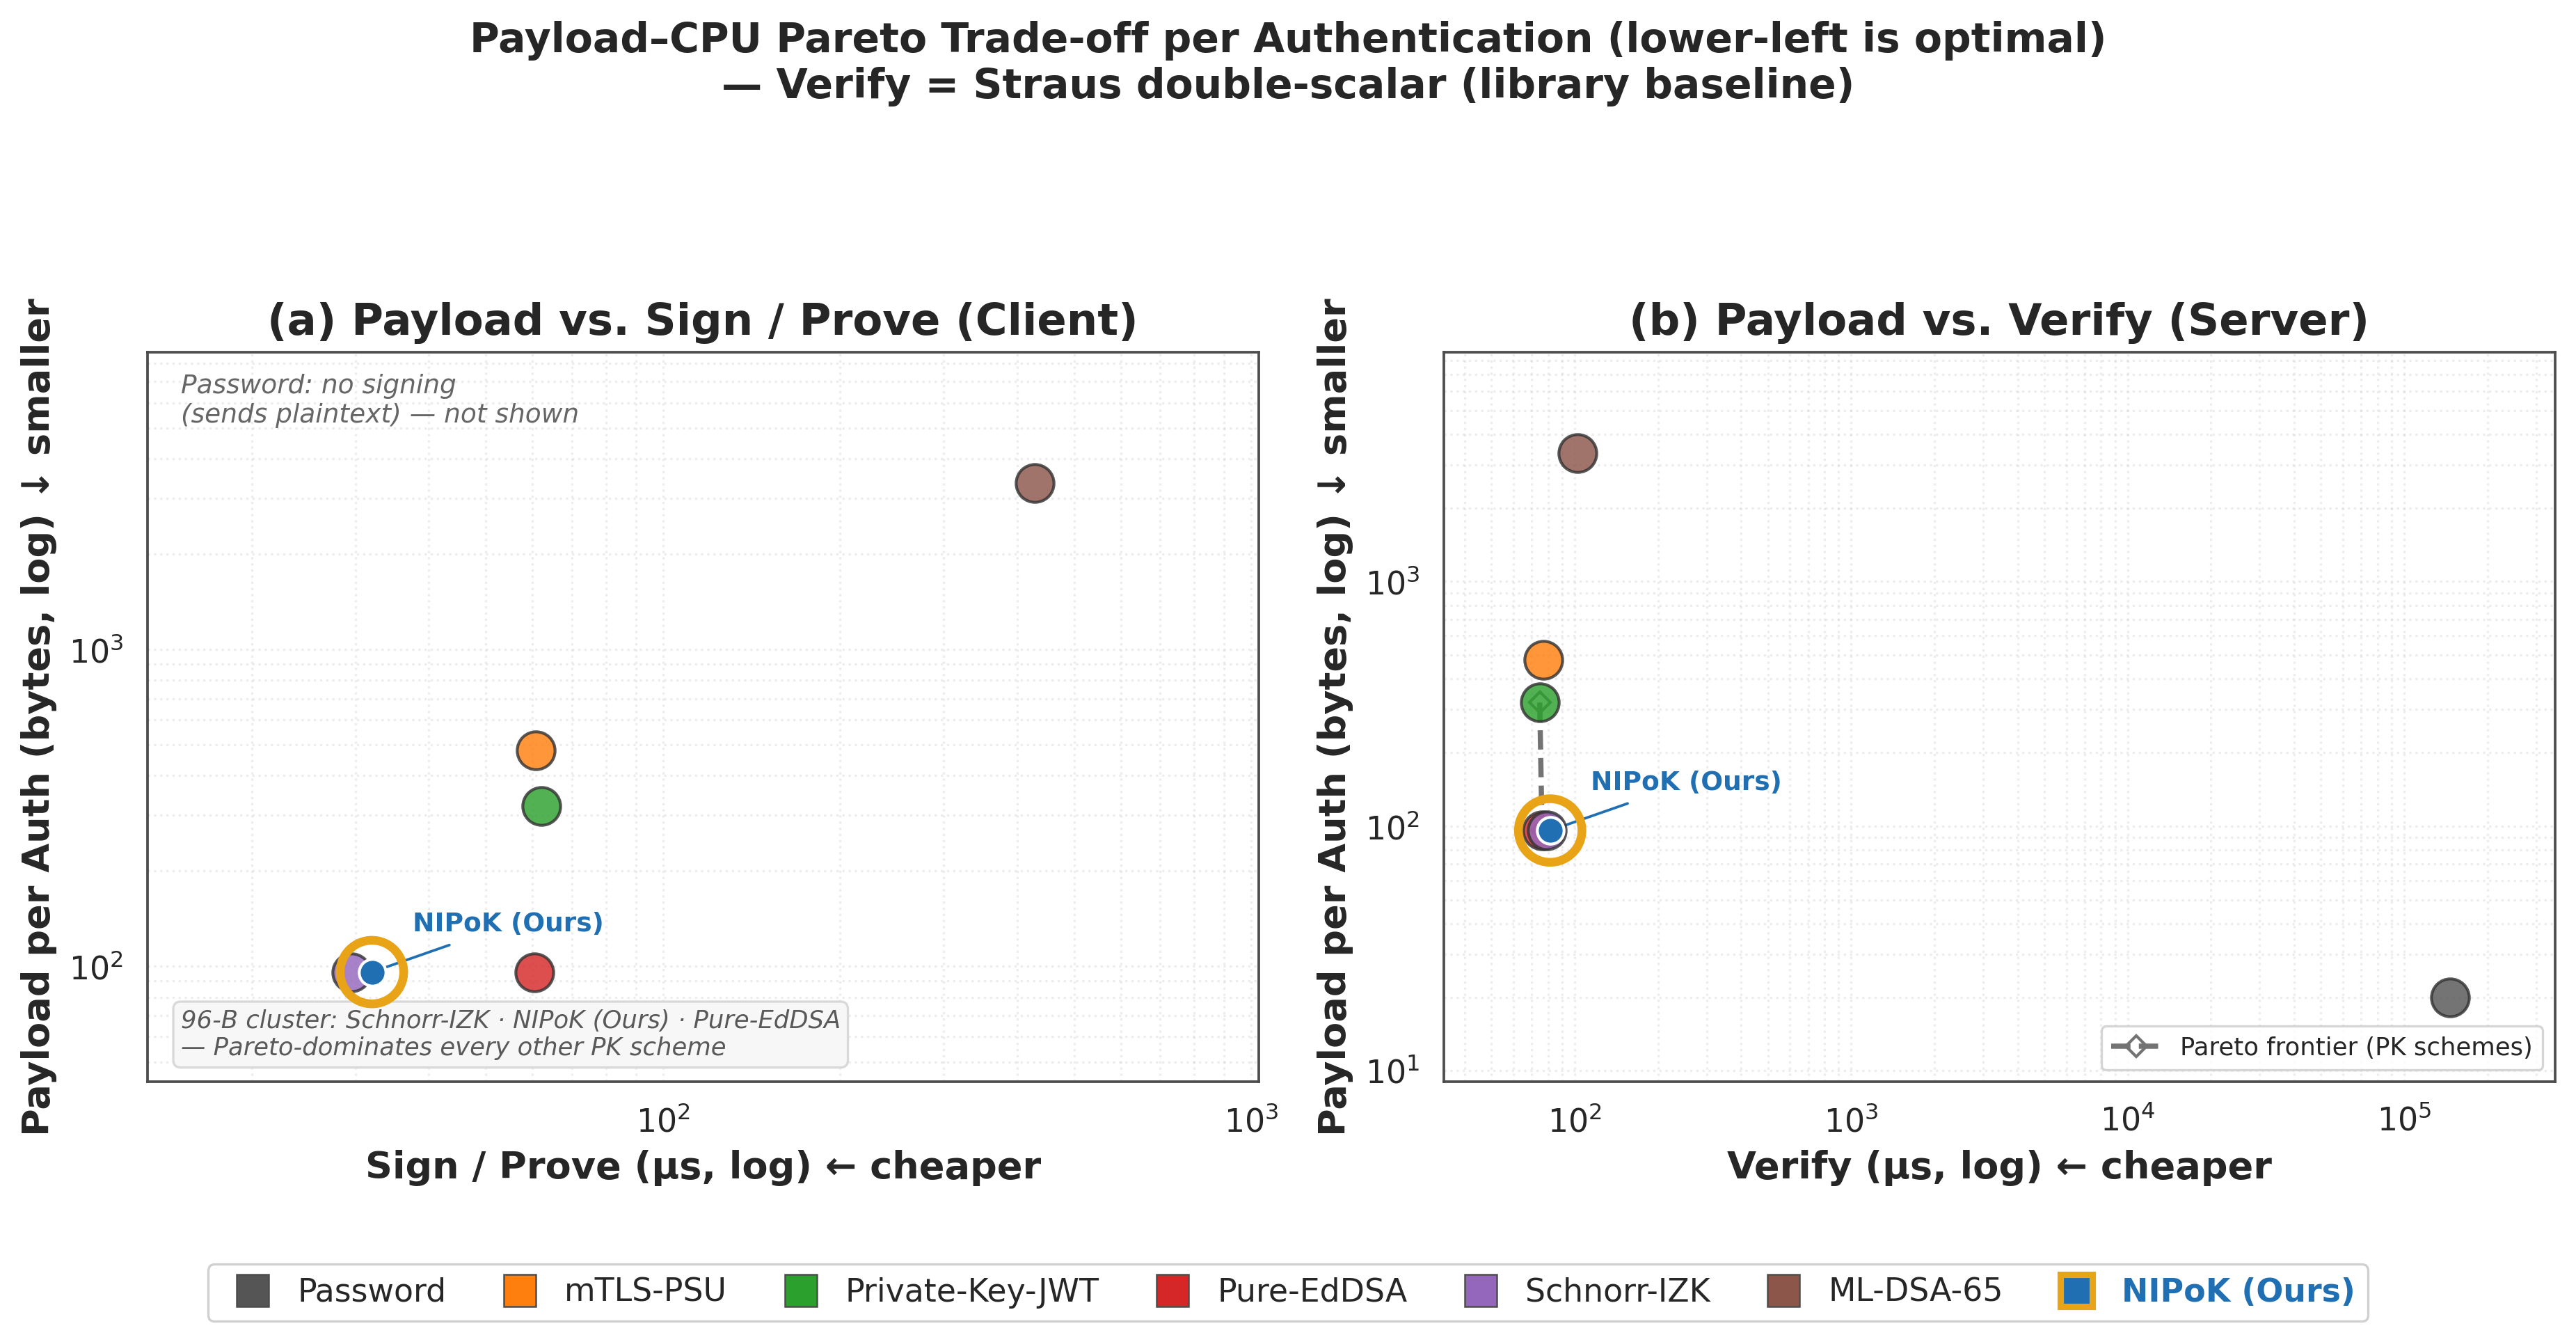 Payload–CPU Pareto Trade-off per Authentication (lower-left is optimal)
— Verify = Straus double-scalar (library baseline)
(a) Payload vs. Sign / Prove (Client)
Payload per Auth (bytes, log) ↓ smaller
Password: no signing
(sends plaintext) — not shown
10³
10²
NIPoK (Ours)
96-B cluster: Schnorr-IZK · NIPoK (Ours) · Pure-EdDSA
— Pareto-dominates every other PK scheme
10²
10³
Sign / Prove (μs, log) ← cheaper
(b) Payload vs. Verify (Server)
Payload per Auth (bytes, log) ↓ smaller
10³
10²
10¹
NIPoK (Ours)
Pareto frontier (PK schemes)
10²
10³
10⁴
10⁵
Verify (μs, log) ← cheaper
Password
mTLS-PSU
Private-Key-JWT
Pure-EdDSA
Schnorr-IZK
ML-DSA-65
NIPoK (Ours)